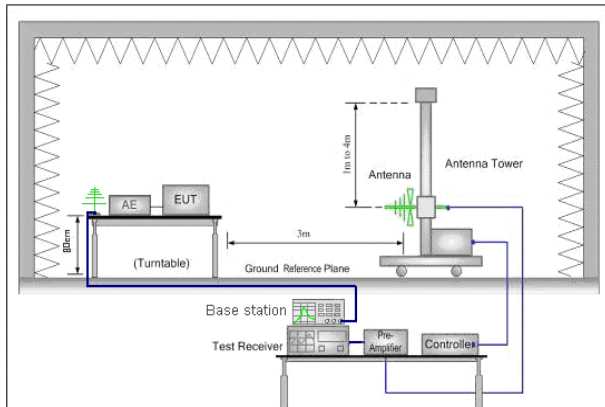 1m to 4m
Antenna
Antenna Tower
AE
EUT
80cm
3m
(Turntable)
Ground Reference Plane
Base station
Test Receiver
Pre-
Amplifier
Controller